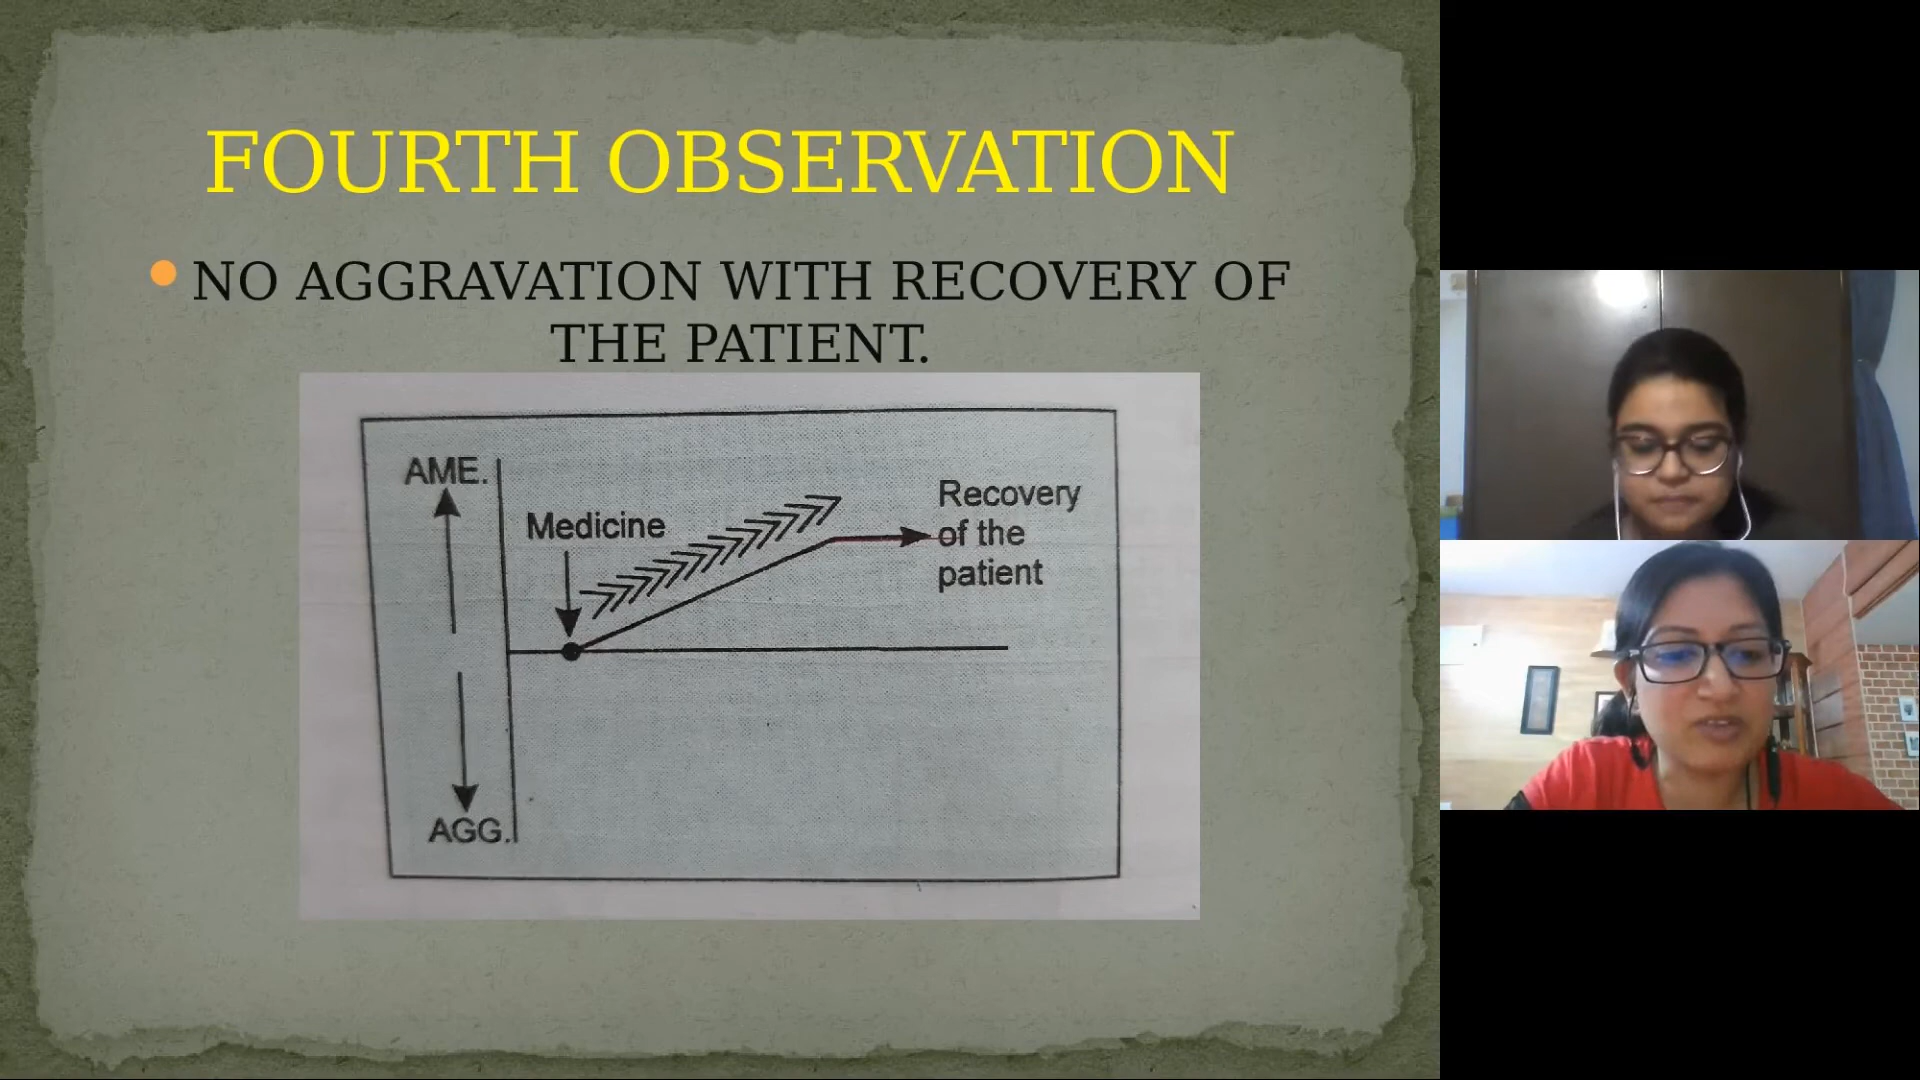 FOURTH OBSERVATION
NO AGGRAVATION WITH RECOVERY OF
THE PATIENT.
AME.
Medicine
Recovery
of the
patient
AGG.